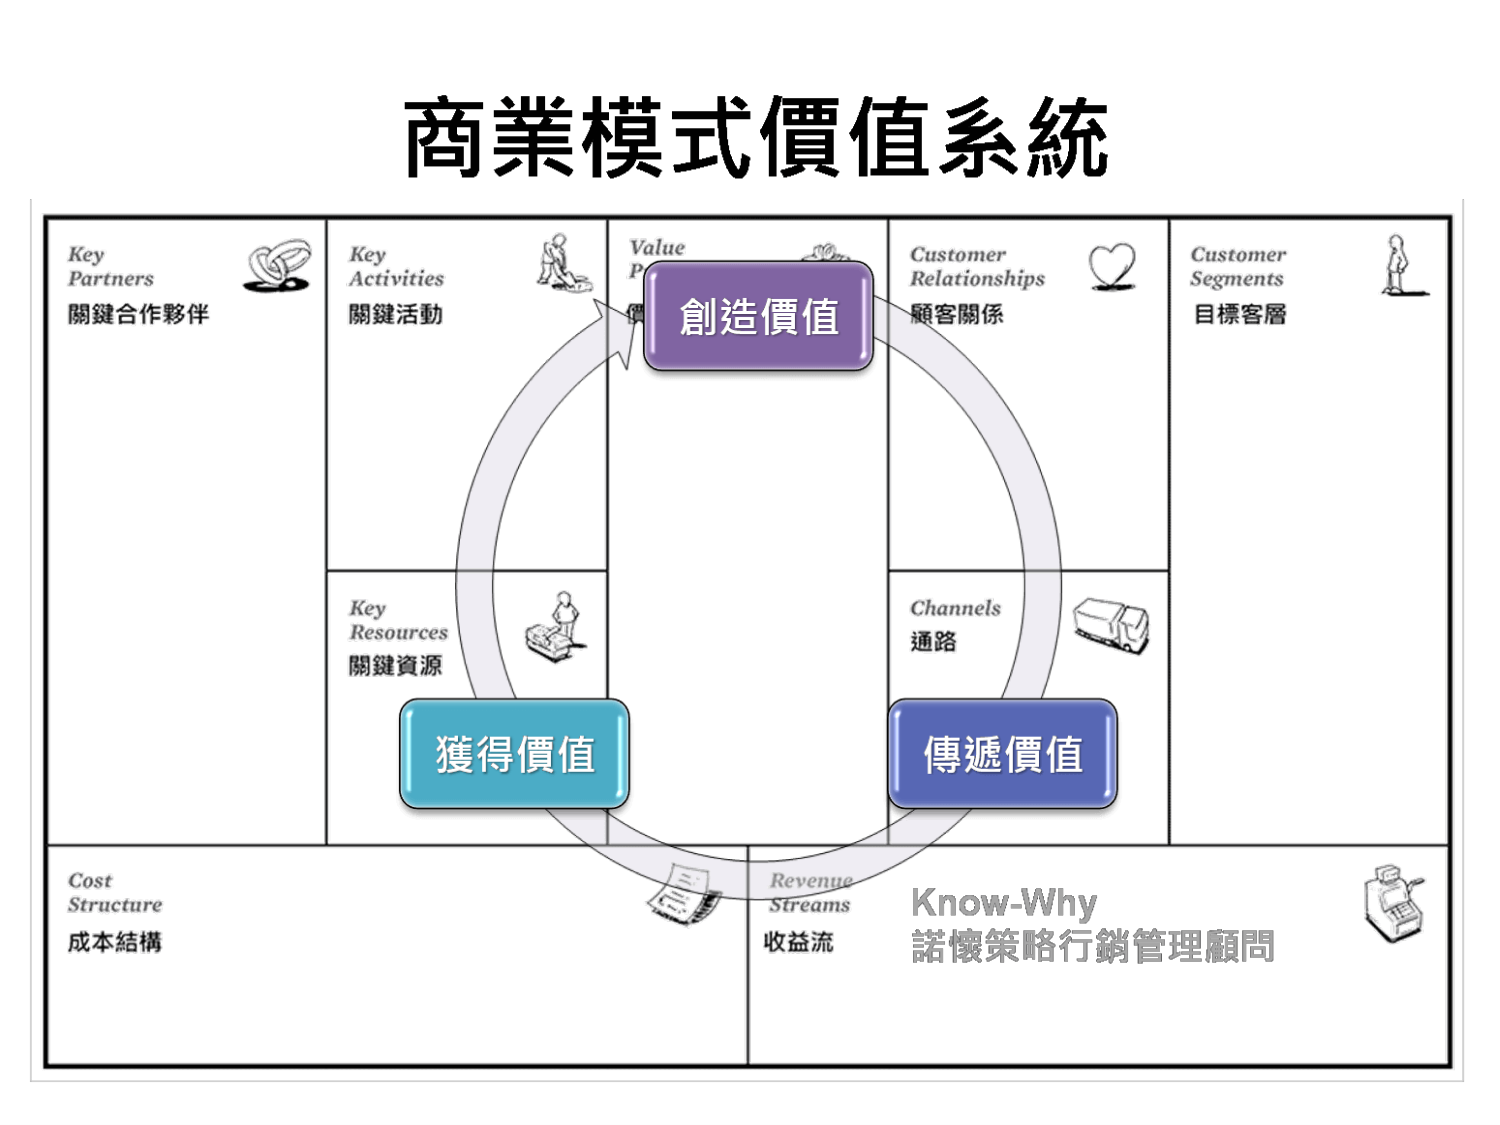 商業模式價值系統
Key
Partners
關鍵合作夥伴
Key
Activities
關鍵活動
Value
創造價值
Customer
Relationships
顧客關係
Customer
Segments
目標客層
Key
Resources
關鍵資源
Channels
通路
獲得價值
傳遞價值
Cost
Structure
成本結構
Revenue
Streams
收益流
Know-Why
諾懷策略行銷管理顧問